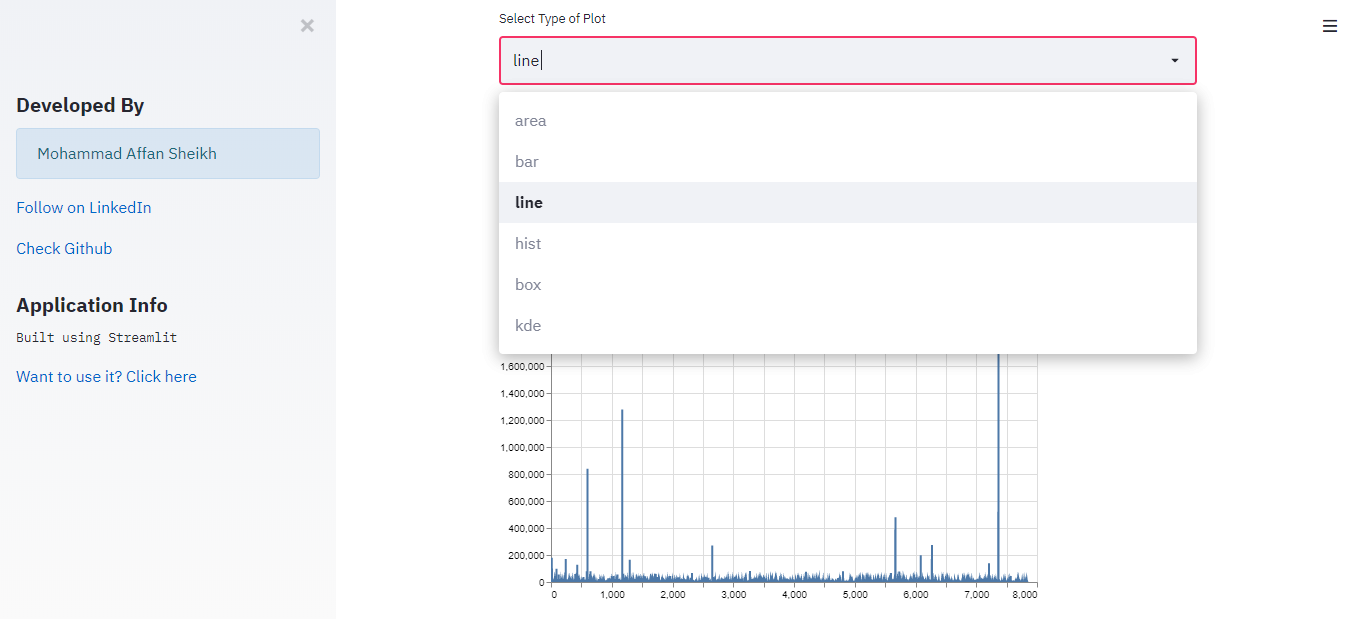 Developed By
Mohammad Affan Sheikh
Follow on LinkedIn
Check Github
Application Info
Built using Streamlit
Want to use it? Click here
Select Type of Plot
line
area
bar
line
hist
box
kde
1,600,000
1,400,000
1,200,000
1,000,000
800,000
600,000
400,000
200,000
0
0 1,000 2,000 3,000 4,000 5,000 6,000 7,000 8,000